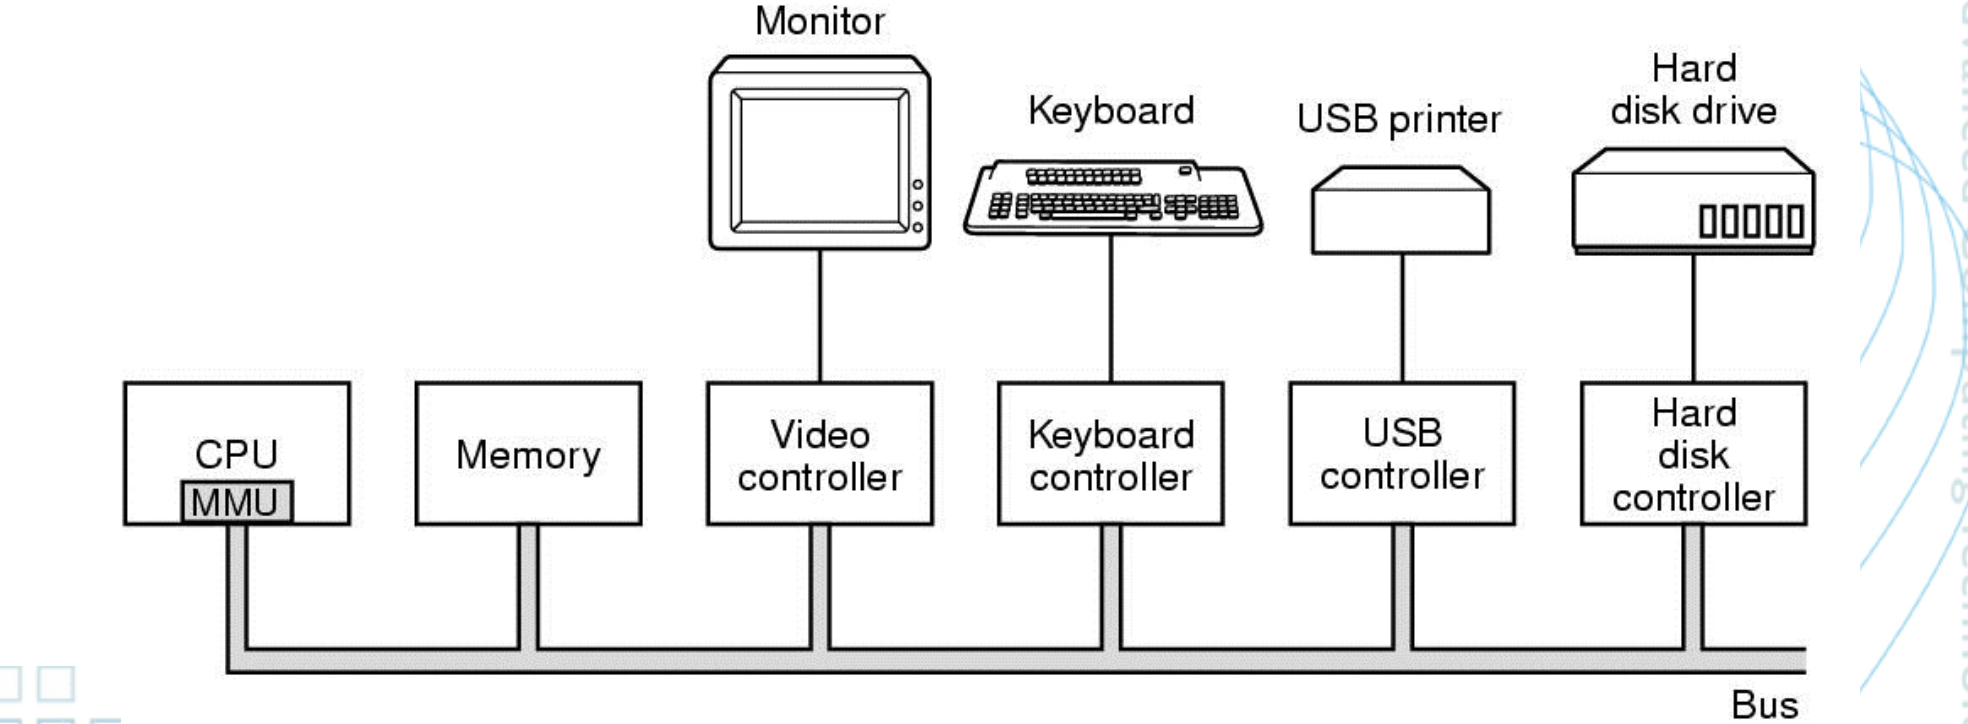 Monitor
Keyboard
USB printer
Hard
disk drive
CPU
MMU
Memory
Video
controller
Keyboard
controller
USB
controller
Hard
disk
controller
Bus